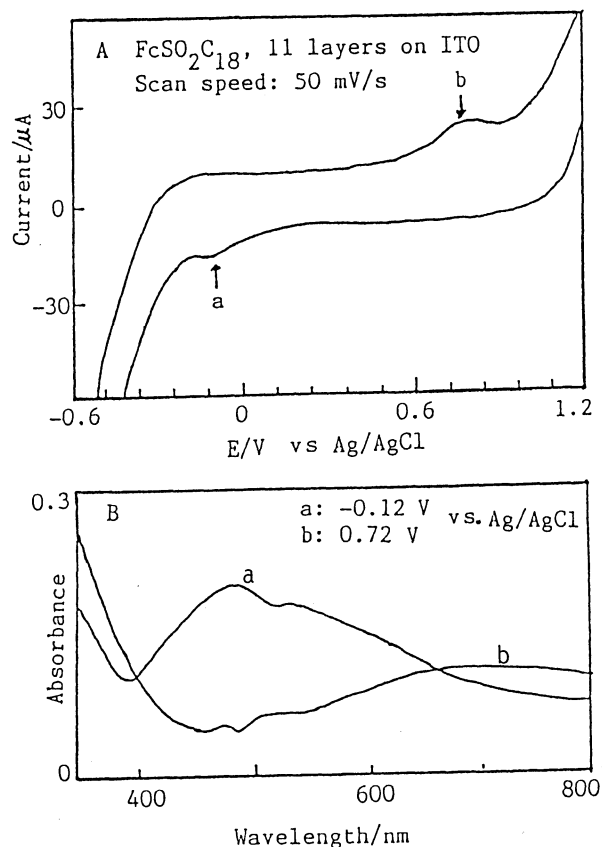 A FcSO2C18, 11 layers on ITO
Scan speed: 50 mV/s
b
30
0
-30
Current/μA
a
-0.6 0 0.6 1.2
E/V vs Ag/AgCl
0.3
B
a: -0.12 V
b: 0.72 V
vs. Ag/AgCl
a
b
Absorbance
0
400 500 600 800
Wavelength/nm